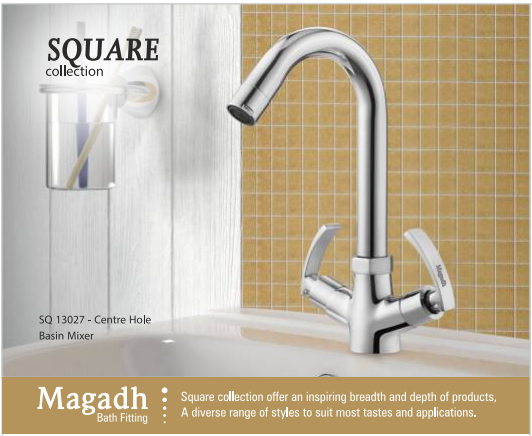 SQUARE
collection
Magadh
SQ 13027 - Centre Hole
Basin Mixer
Magadh
Bath Fitting
Square collection offer an inspiring breadth and depth of products,
A diverse range of styles to suit most tastes and applications.